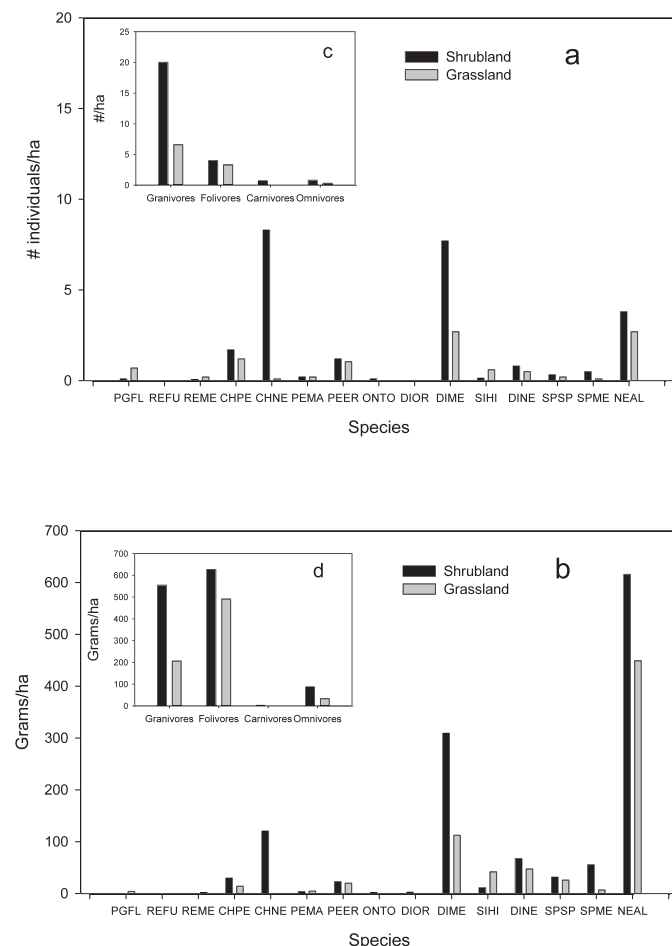 20
15
10
5
0
# individuals/ha
a
Shrubland
Grassland
c
25
20
15
10
5
0
#/ha
Granivores Folivores Carnivores Omnivores
PGFL REFU REME CHPE CHNE PEMA PEER ONTO DIOR DIME SIHI DINE SPSP SPME NEAL
Species
700
600
500
400
300
200
100
0
Grams/ha
b
Shrubland
Grassland
d
700
600
500
400
300
200
100
0
Grams/ha
Granivores Folivores Carnivores Omnivores
PGFL REFU REME CHPE CHNE PEMA PEER ONTO DIOR DIME SIHI DINE SPSP SPME NEAL
Species